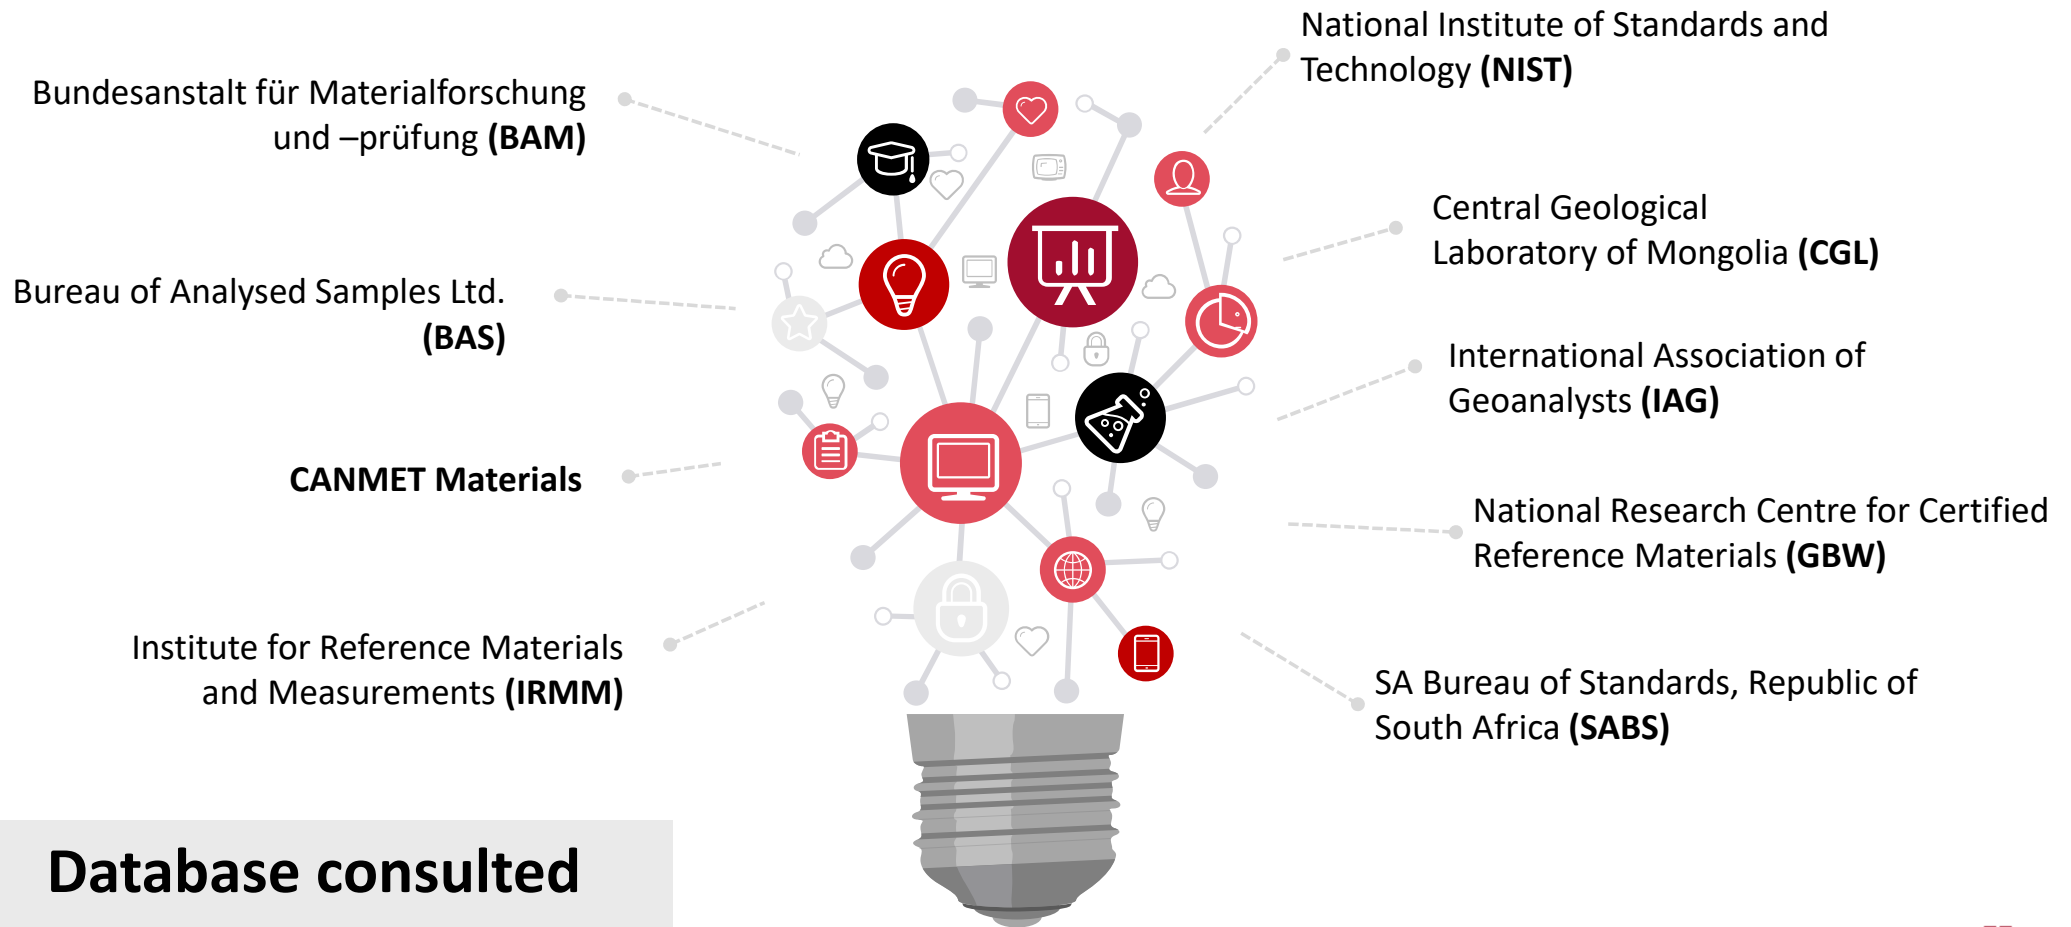 Bundesanstalt für Materialforschung
und –prüfung (BAM)
Bureau of Analysed Samples Ltd.
(BAS)
CANMET Materials
Institute for Reference Materials
and Measurements (IRMM)
National Institute of Standards and
Technology (NIST)
Central Geological
Laboratory of Mongolia (CGL)
International Association of
Geoanalysts (IAG)
National Research Centre for Certified
Reference Materials (GBW)
SA Bureau of Standards, Republic of
South Africa (SABS)
Database consulted